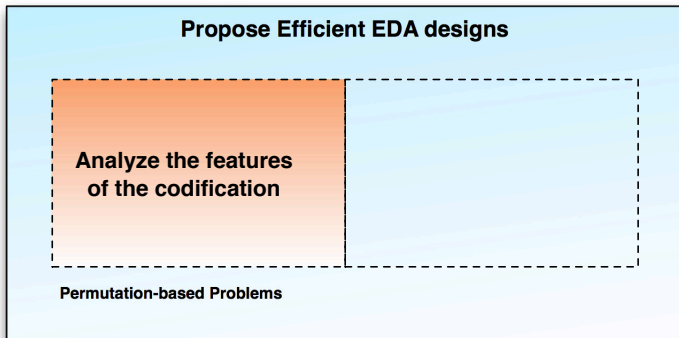 Propose Efficient EDA designs
Analyze the features
of the codification
Permutation-based Problems